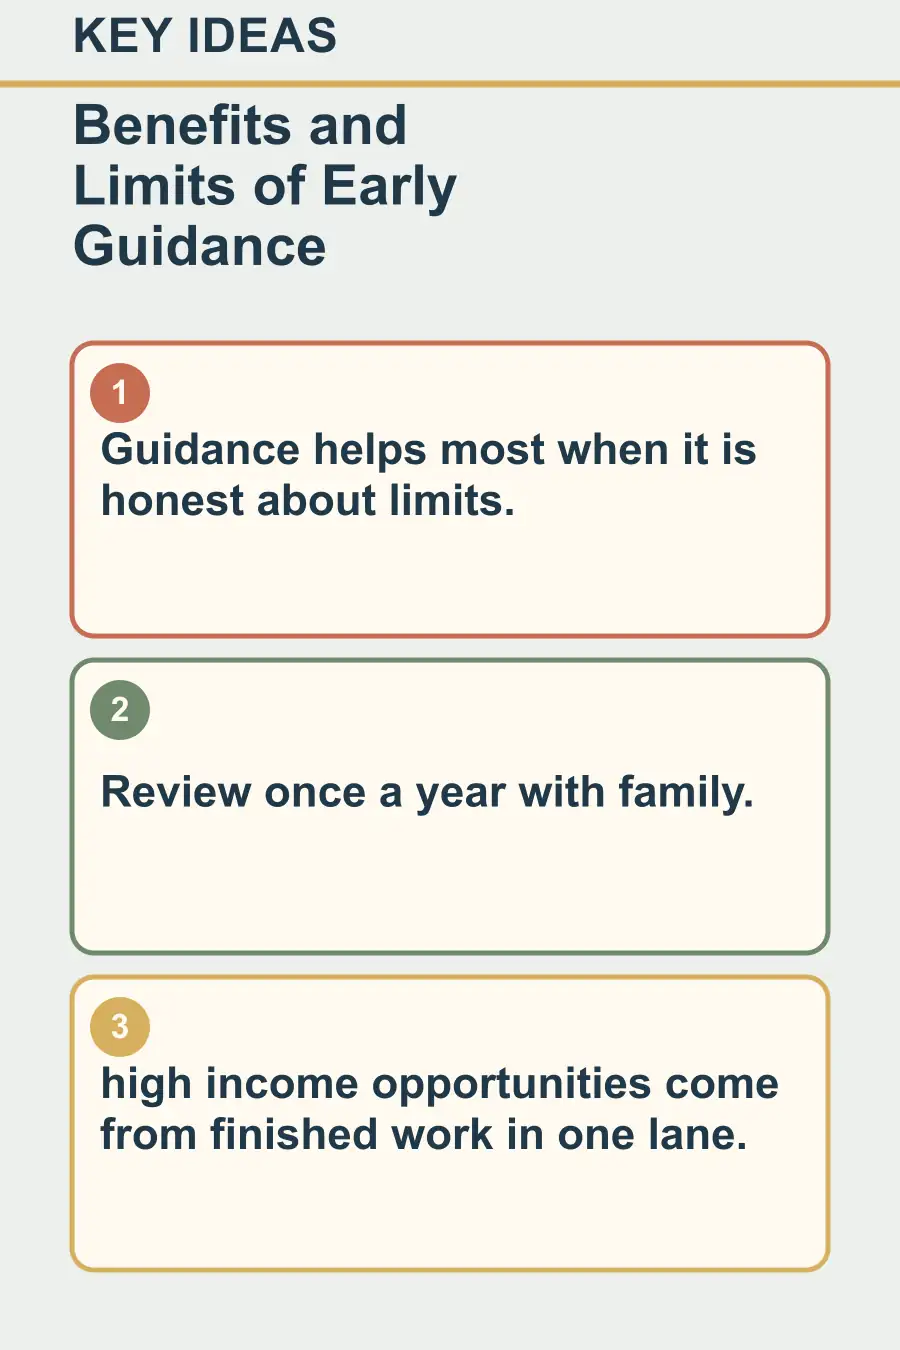 KEY IDEAS
Benefits and
Limits of Early
Guidance
1
Guidance helps most when it is
honest about limits.
2
Review once a year with family.
3
high income opportunities come
from finished work in one lane.